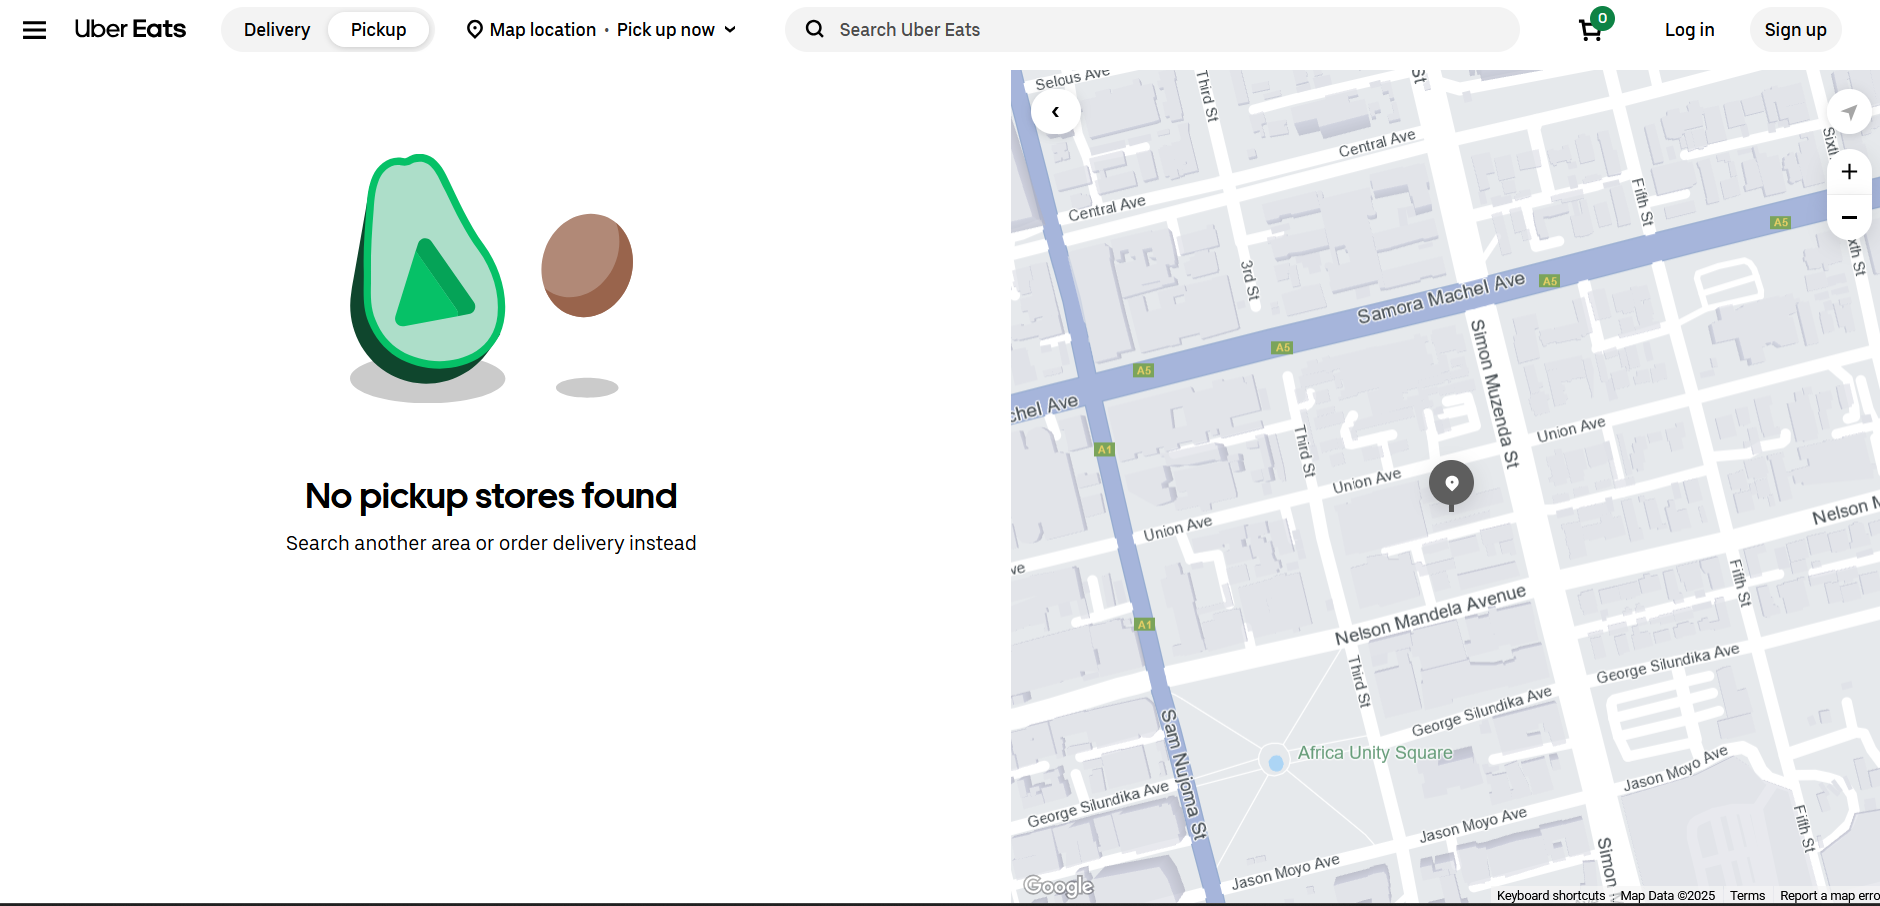 Uber Eats
Delivery
Pickup
Map location • Pick up now
Search Uber Eats
0
Log in
Sign up
No pickup stores found
Search another area or order delivery instead
Selous Ave
Third St
St
Central Ave
Central Ave
Fifth St
A5
3rd St
Samora Machel Ave
A5
A5
A5
chel Ave
Simon Muzenda St
A1
Third St
Union Ave
Union Ave
Union Ave
ve
Nelson M
Fifth St
A1
Nelson Mandela Avenue
Third St
George Silundika Ave
George Silundika Ave
Sam Nujoma St
Africa Unity Square
Jason Moyo Ave
George Silundika Ave
Jason Moyo Ave
Fifth St
Simon
Jason Moyo Ave
Google
Keyboard shortcuts
Map Data ©2025
Terms
Report a map erro